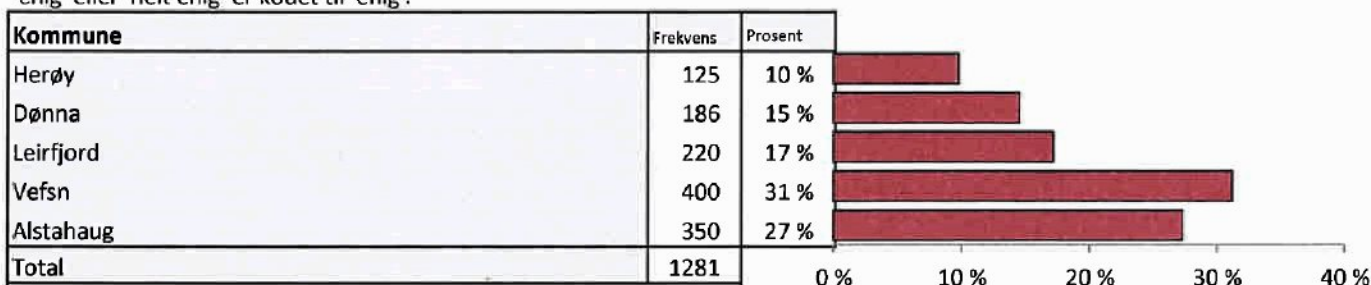 Kommune Frekvens Prosent
Herøy 125 10 %
Dønna 186 15 %
Leirfjord 220 17 %
Vefsn 400 31 %
Alstahaug 350 27 %
Total 1281
0 % 10 % 20 % 30 % 40 %